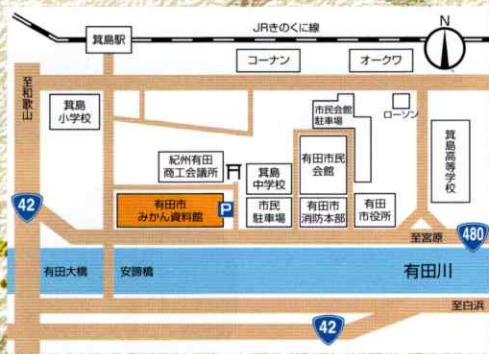 JRきのくに線
N
箕島駅
コーナン
オークワ
至和歌山
箕島
小学校
市民会館
駐車場
ローソン
箕島高等学校
紀州有田
商工会議所
箕島
中学校
有田市民
会館
42
有田市
みかん資料館
P
市民
駐車場
有田市
消防本部
有田
市役所
至宮原
480
有田大橋
安諦橋
有田川
至白浜
42